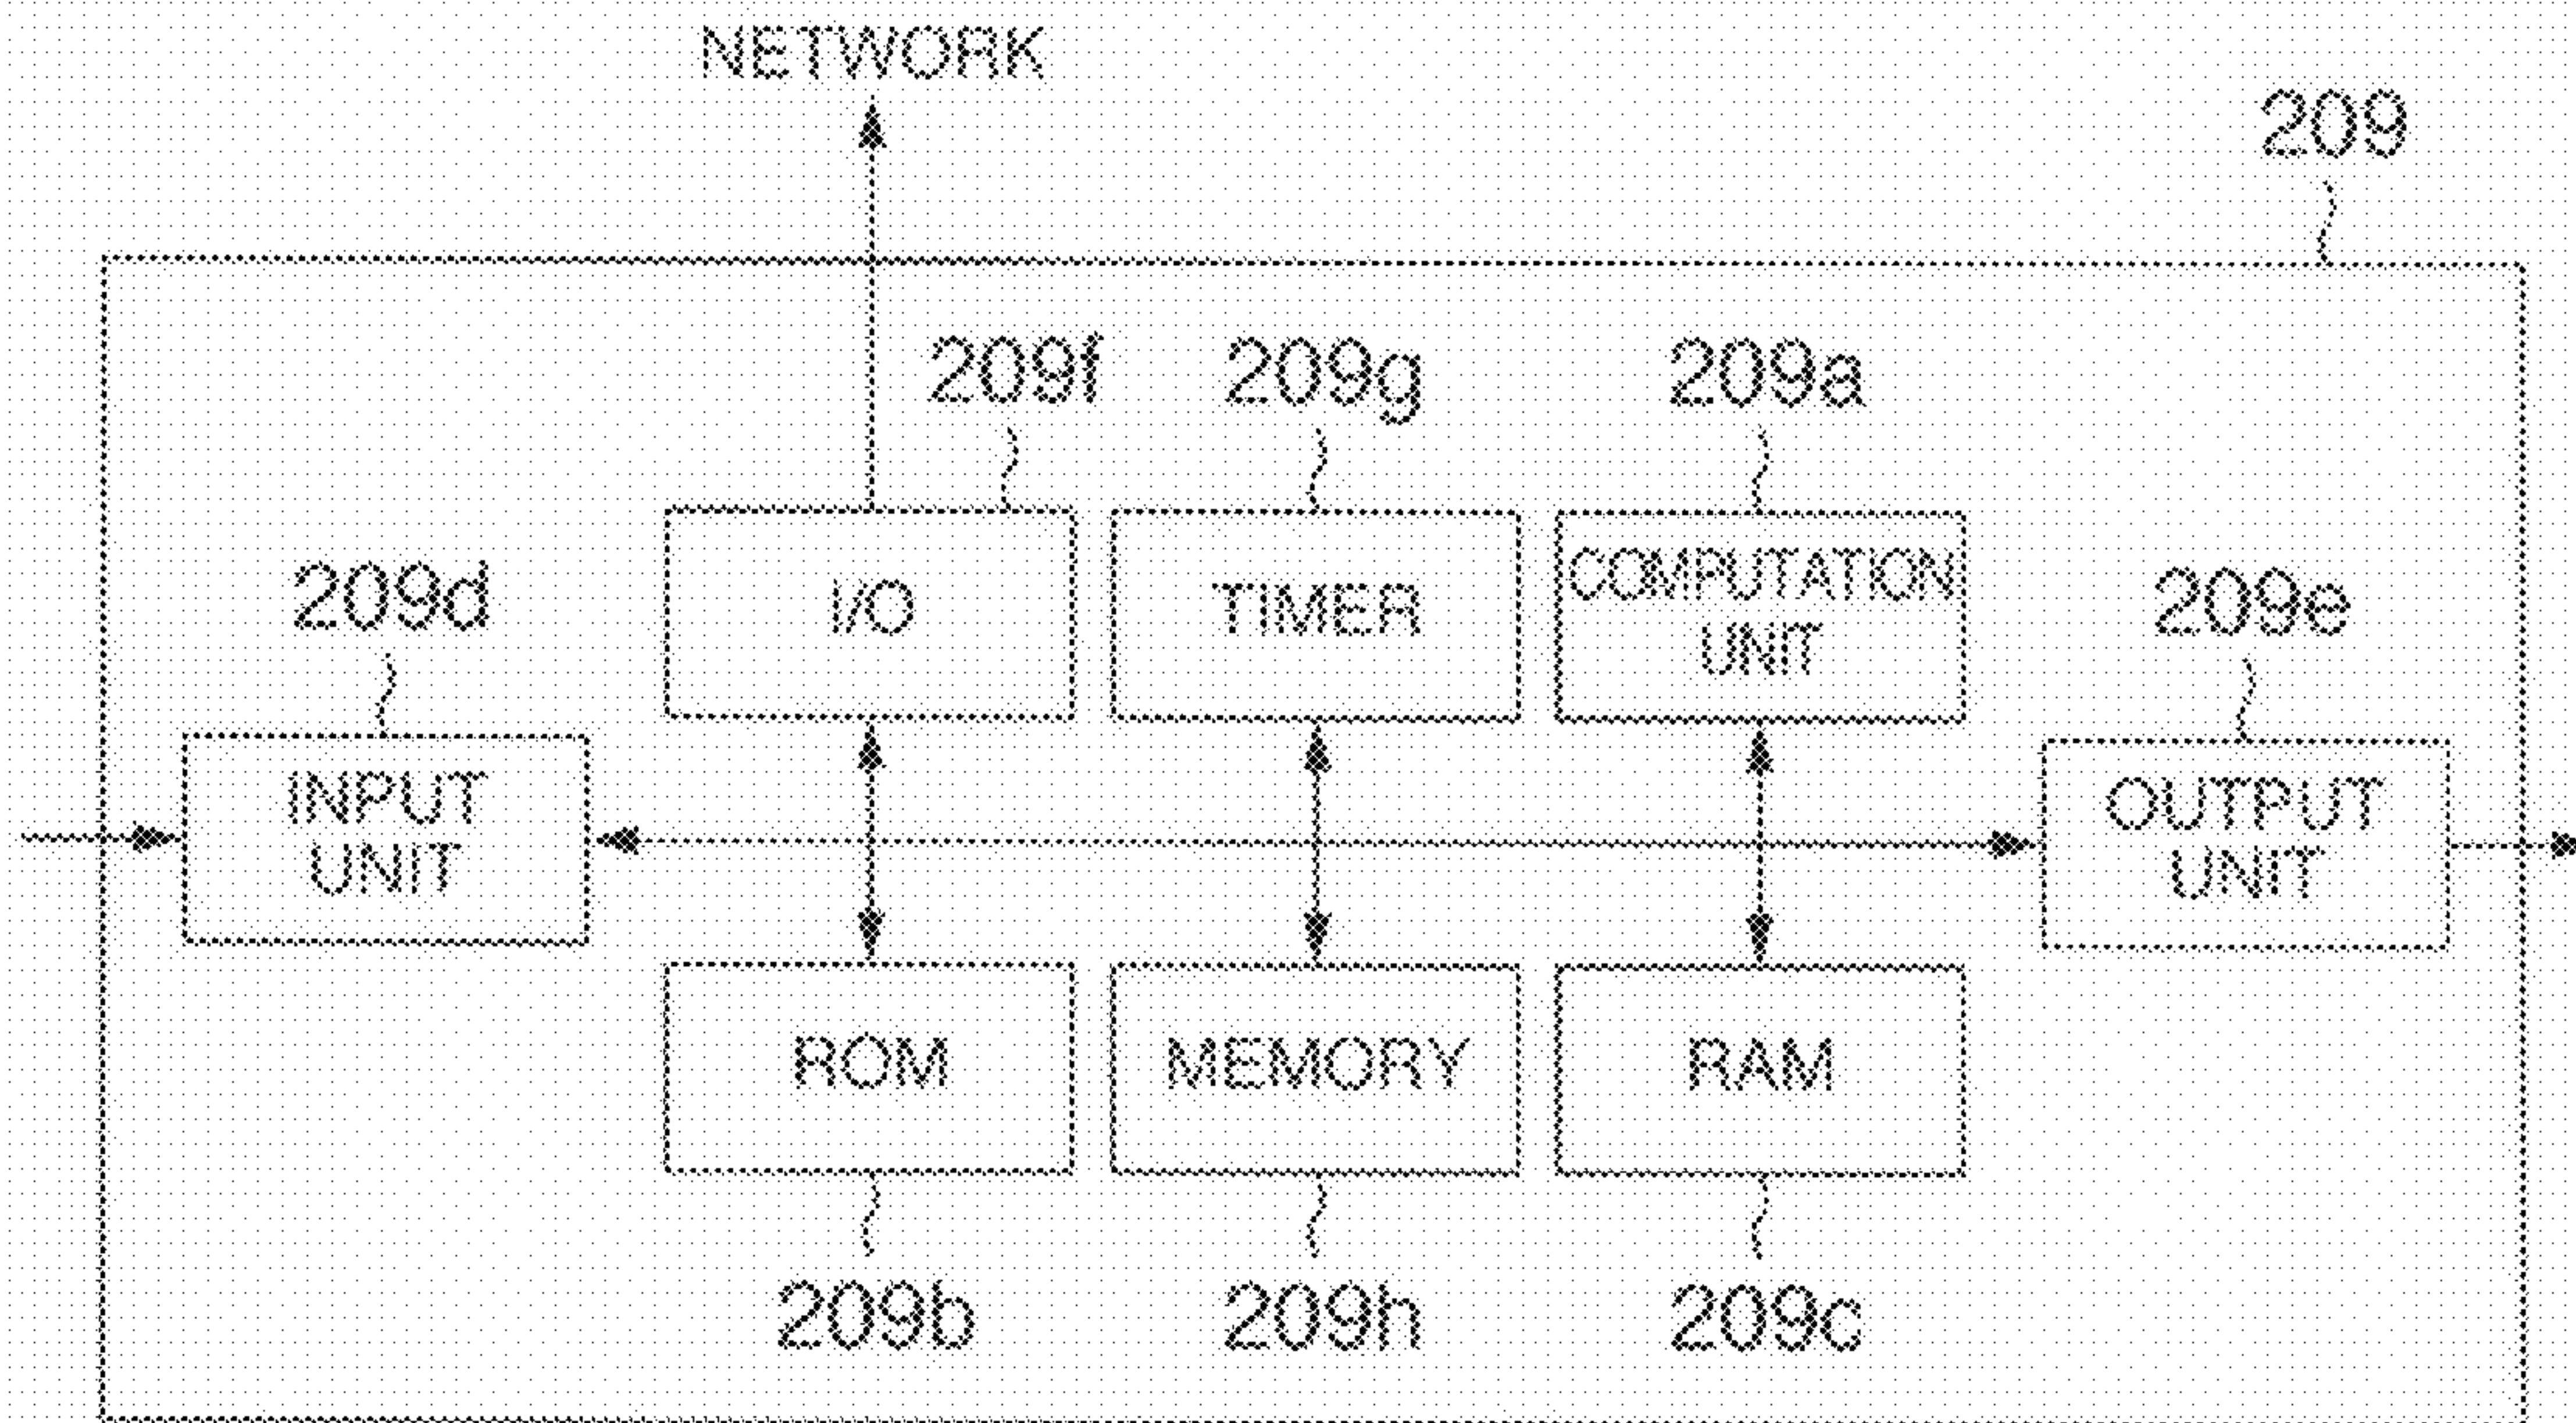 NETWORK
209
209f
209g
209a
209d
I/O
TIMER
COMPUTATION
UNIT
209e
INPUT
UNIT
OUTPUT
UNIT
ROM
MEMORY
RAM
209b
209h
209c